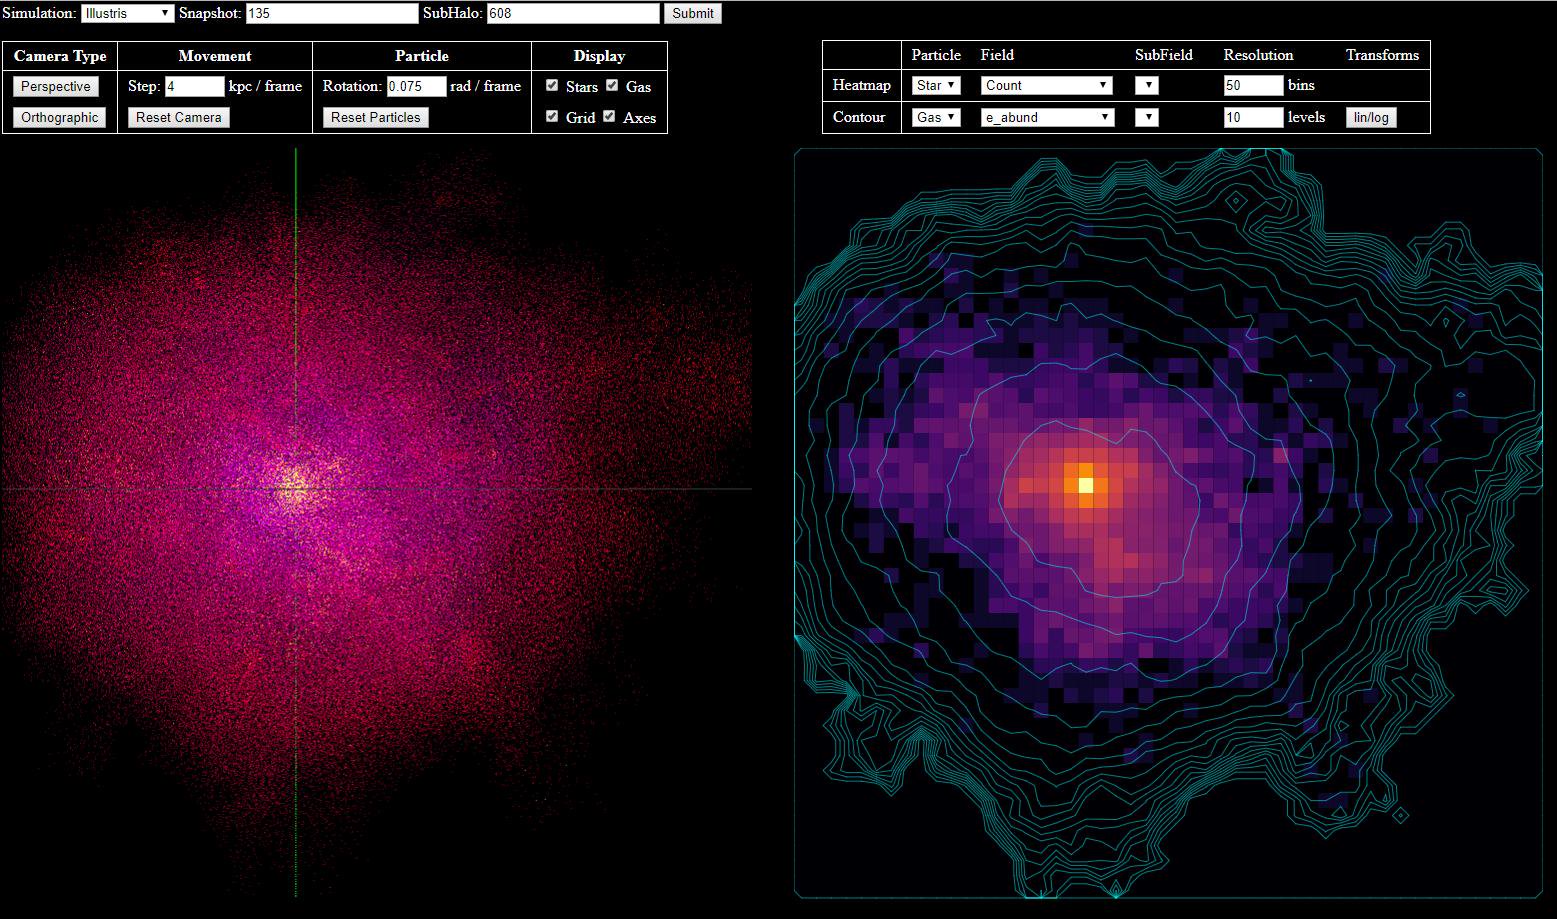 Simulation: Illustris Snapshot: 135 SubHalo: 608 Submit
Camera Type Movement Particle Display
Perspective Step: 4 kpc / frame Rotation: 0.075 rad / frame Stars Gas
Orthographic Reset Camera Reset Particles Grid Axes
Particle Field SubField Resolution Transforms
Heatmap Star Count 50 bins
Contour Gas e_abund 10 levels lin/log